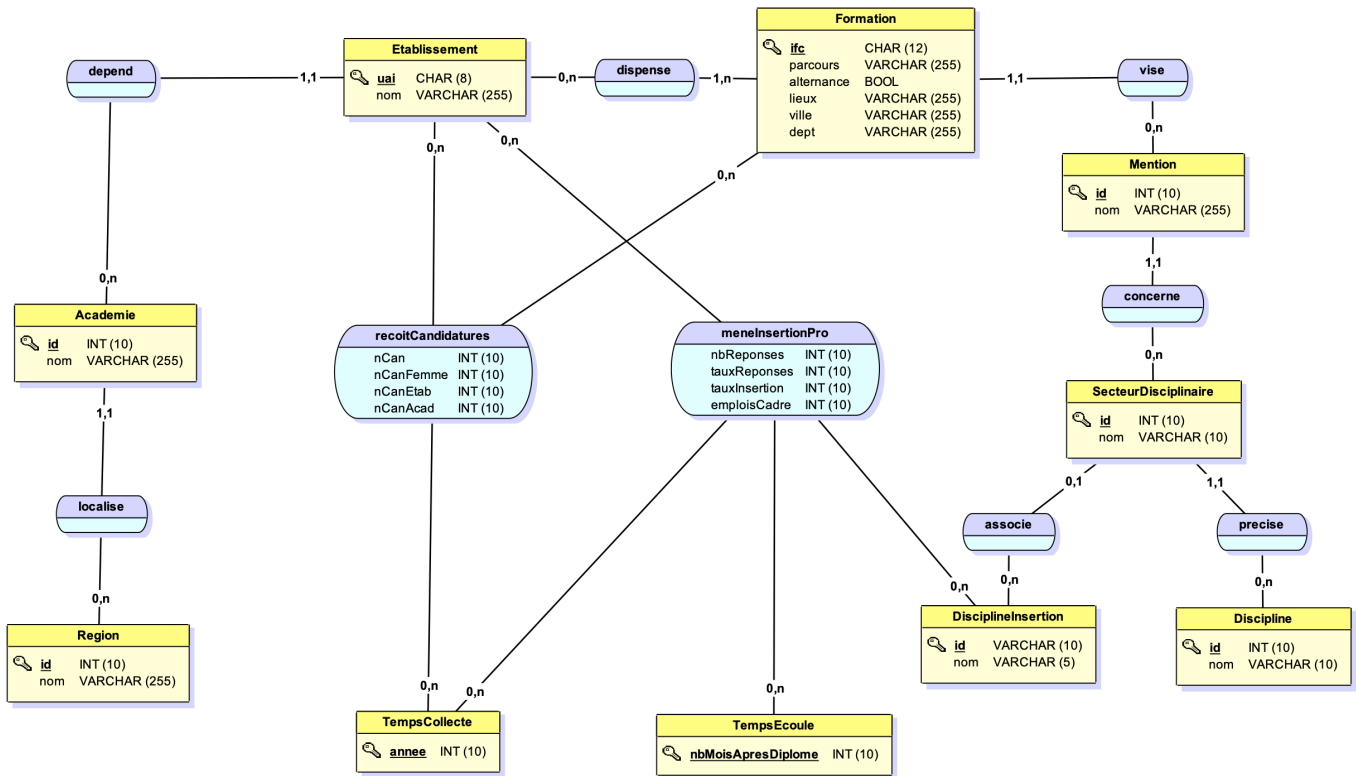 Formation
ifc CHAR (12)
parcours VARCHAR (255)
alternance BOOL
lieux VARCHAR (255)
ville VARCHAR (255)
dept VARCHAR (255)
Etablissement
uai CHAR (8)
nom VARCHAR (255)
depend
1,1
0,n
dispense
1,n
1,1
vise
0,n
0,n
0,n
0,n
0,n
Mention
id INT (10)
nom VARCHAR (255)
1,1
concerne
0,n
0,n
Academie
id INT (10)
nom VARCHAR (255)
recoitCandidatures
nCan INT (10)
nCanFemme INT (10)
nCanEtab INT (10)
nCanAcad INT (10)
meneInsertionPro
nbReponses INT (10)
tauxReponses INT (10)
tauxInsertion INT (10)
emploisCadre INT (10)
SecteurDisciplinaire
id INT (10)
nom VARCHAR (10)
1,1
0,1
1,1
localise
associe
precise
0,n
0,n
0,n
0,n
Region
id INT (10)
nom VARCHAR (255)
DisciplineInsertion
id VARCHAR (10)
nom VARCHAR (5)
Discipline
id INT (10)
nom VARCHAR (10)
0,n
0,n
0,n
TempsCollecte
annee INT (10)
TempsEcoule
nbMoisApresDiplome INT (10)